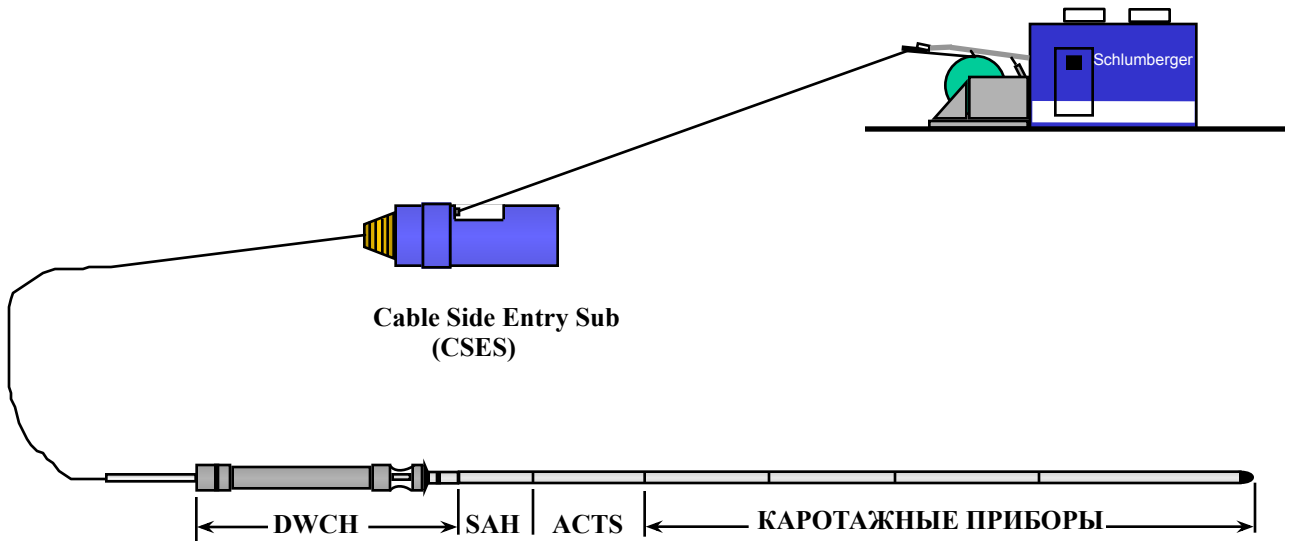 Schlumberger
Cable Side Entry Sub
(CSES)
DWCH SAH ACTS КАРОТАЖНЫЕ ПРИБОРЫ